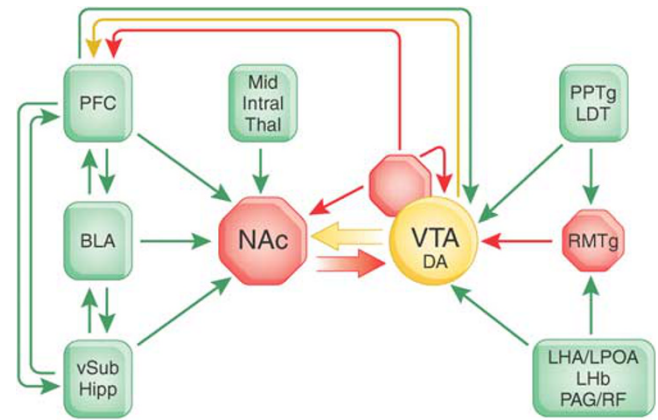 PFC
Mid
Intral
Thal
PPTg
LDT
BLA
NAc
VTA
DA
RMTg
vSub
Hipp
LHA/LPOA
LHb
PAG/RF